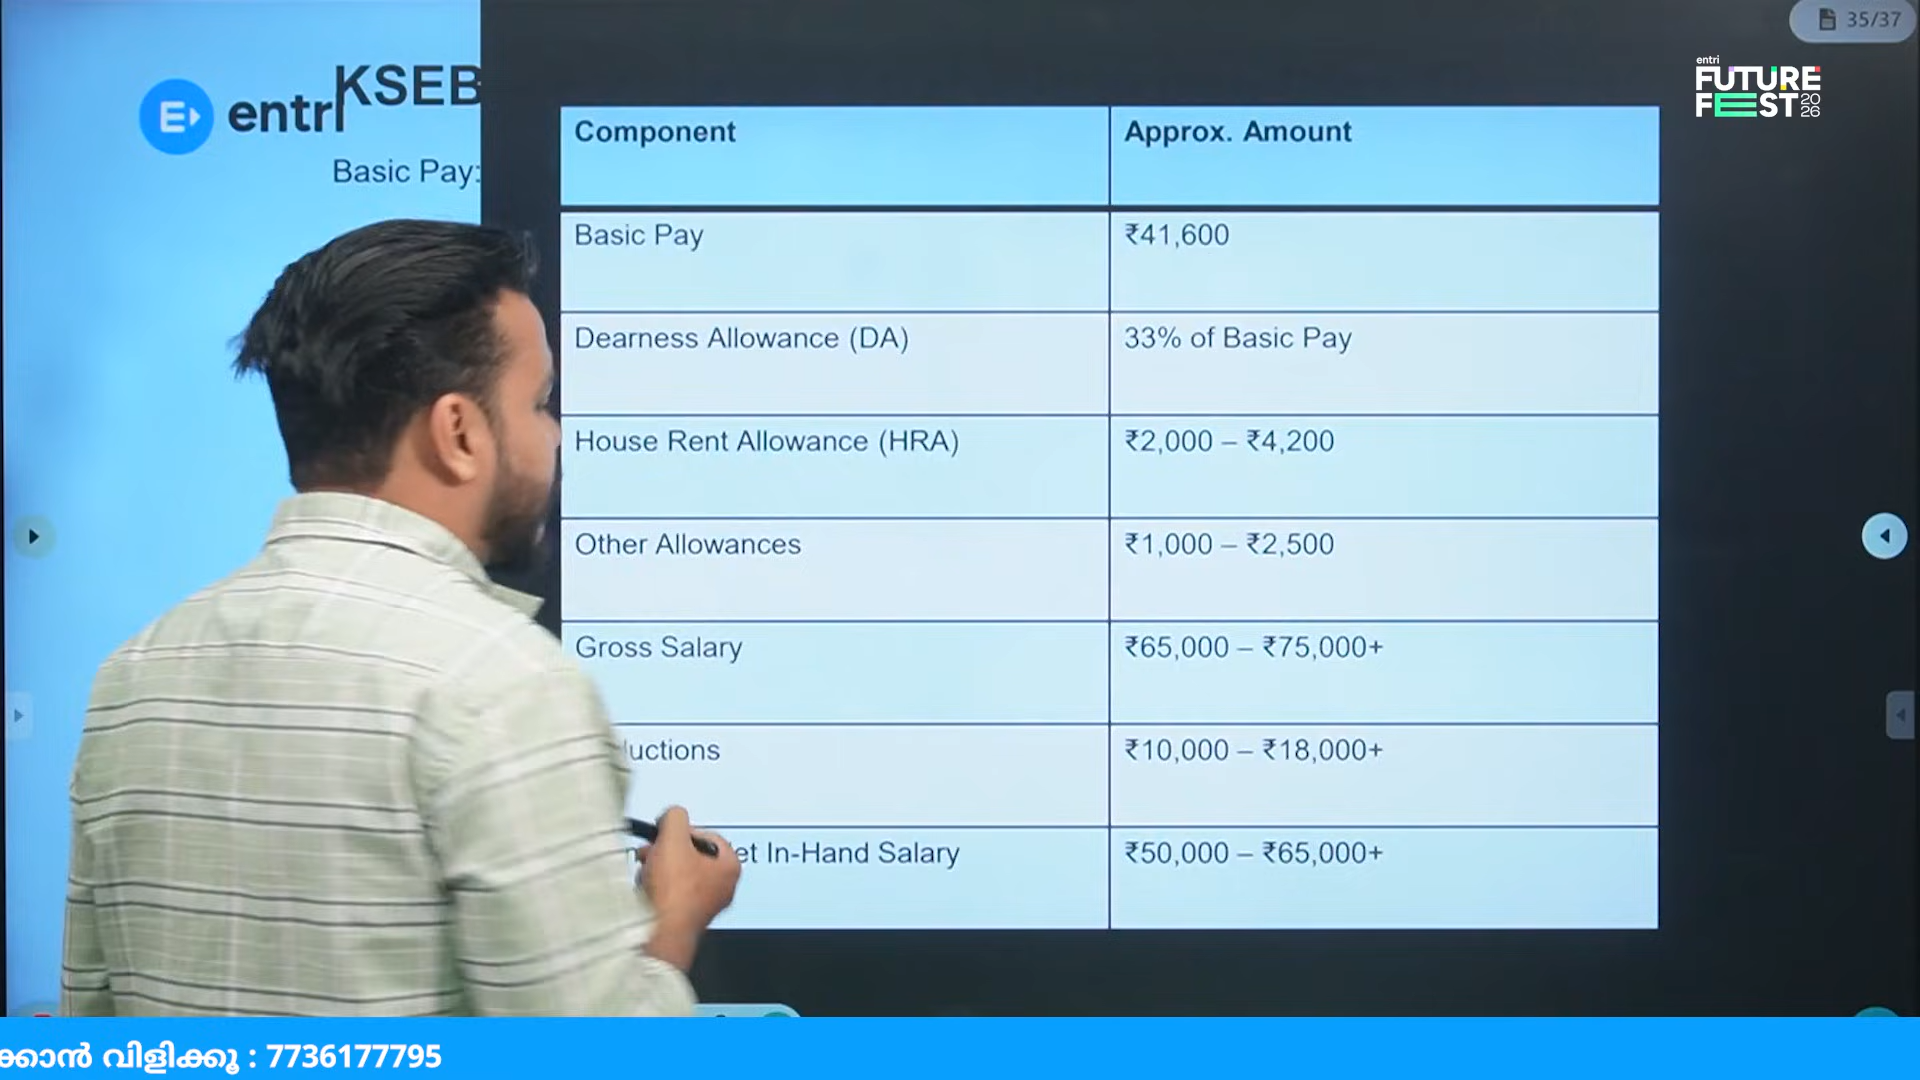 35/37
entri
FUTURE
FEST 20
26
KSEB
entri
Basic Pay:
Component
Approx. Amount
Basic Pay
₹41,600
Dearness Allowance (DA)
33% of Basic Pay
House Rent Allowance (HRA)
₹2,000 – ₹4,200
Other Allowances
₹1,000 – ₹2,500
Gross Salary
₹65,000 – ₹75,000+
₹10,000 – ₹18,000+
In-Hand Salary
₹50,000 – ₹65,000+
വിളിക്കൂ : 7736177795